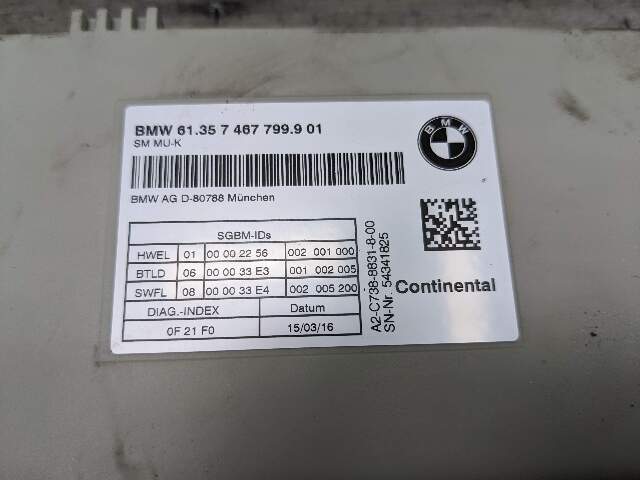 BMW 61.35 7 467 799.9 01
SM MU-K
BMW
BMW AG D-80788 München
SGBM-IDs
HWEL 01 00 00 22 56 002 001 000
BTLD 06 00 00 33 E3 001 002 005
SWFL 08 00 00 33 E4 002 005 200
DIAG.-INDEX Datum
0F 21 F0 15/03/16
A2-C738-8831-8-00
SN-Nr. 54341825
Continental